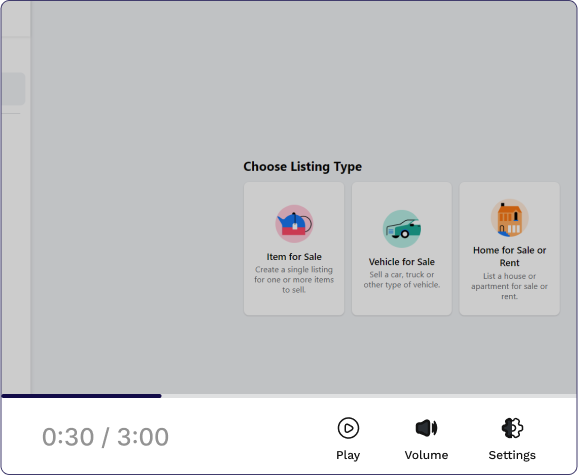 Choose Listing Type
Item for Sale
Create a single listing
for one or more items
to sell.
Vehicle for Sale
Sell a car, truck or
other type of vehicle.
Home for Sale or
Rent
List a house or
apartment for sale or
rent.
0:30 / 3:00
Play
Volume
Settings